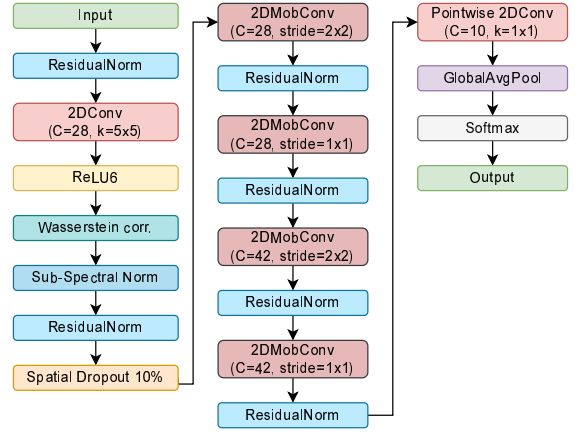 Input
ResidualNorm
2DConv
(C=28, k=5x5)
ReLU6
Wasserstein corr.
Sub-Spectral Norm
ResidualNorm
Spatial Dropout 10%
2DMobConv
(C=28, stride=2x2)
ResidualNorm
2DMobConv
(C=28, stride=1x1)
ResidualNorm
2DMobConv
(C=42, stride=2x2)
ResidualNorm
2DMobConv
(C=42, stride=1x1)
ResidualNorm
Pointwise 2DConv
(C=10, k=1x1)
GlobalAvgPool
Softmax
Output